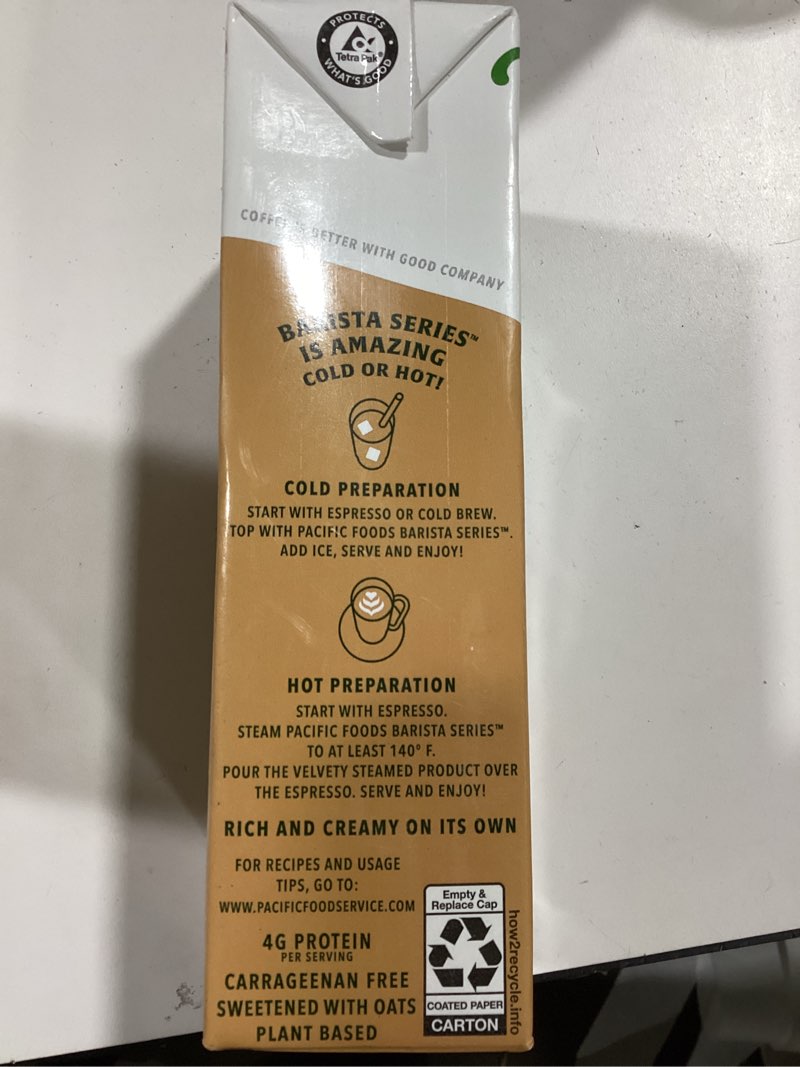 PROTECTS
Tetra Pak®
WHAT'S GOOD
COFFEE IS BETTER WITH GOOD COMPANY
BARISTA SERIES™
IS AMAZING
COLD OR HOT!
COLD PREPARATION
START WITH ESPRESSO OR COLD BREW.
TOP WITH PACIFIC FOODS BARISTA SERIES™.
ADD ICE, SERVE AND ENJOY!
HOT PREPARATION
START WITH ESPRESSO.
STEAM PACIFIC FOODS BARISTA SERIES™
TO AT LEAST 140° F.
POUR THE VELVETY STEAMED PRODUCT OVER
THE ESPRESSO. SERVE AND ENJOY!
RICH AND CREAMY ON ITS OWN
FOR RECIPES AND USAGE
TIPS, GO TO:
WWW.PACIFICFOODSERVICE.COM
4G PROTEIN
PER SERVING
CARRAGEENAN FREE
SWEETENED WITH OATS
PLANT BASED
Empty &
Replace Cap
COATED PAPER
CARTON
how2recycle.info